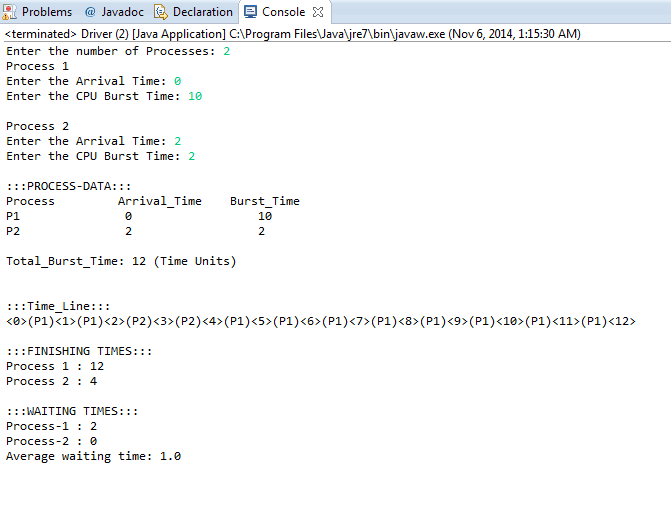 Problems @ Javadoc Declaration Console
<terminated> Driver (2) [Java Application] C:\Program Files\Java\jre7\bin\javaw.exe (Nov 6, 2014, 1:15:30 AM)
Enter the number of Processes: 2
Process 1
Enter the Arrival Time: 0
Enter the CPU Burst Time: 10
Process 2
Enter the Arrival Time: 2
Enter the CPU Burst Time: 2
:::PROCESS-DATA:::
Process Arrival_Time Burst_Time
P1 0 10
P2 2 2
Total_Burst_Time: 12 (Time Units)
:::Time_Line:::
<0>(P1)<1>(P1)<2>(P2)<3>(P2)<4>(P1)<5>(P1)<6>(P1)<7>(P1)<8>(P1)<9>(P1)<10>(P1)<11>(P1)<12>
:::FINISHING TIMES:::
Process 1 : 12
Process 2 : 4
:::WAITING TIMES:::
Process-1 : 2
Process-2 : 0
Average waiting time: 1.0